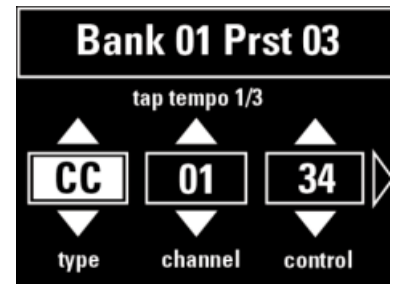 Bank 01 Prst 03
tap tempo 1/3
CC 01 34
type channel control